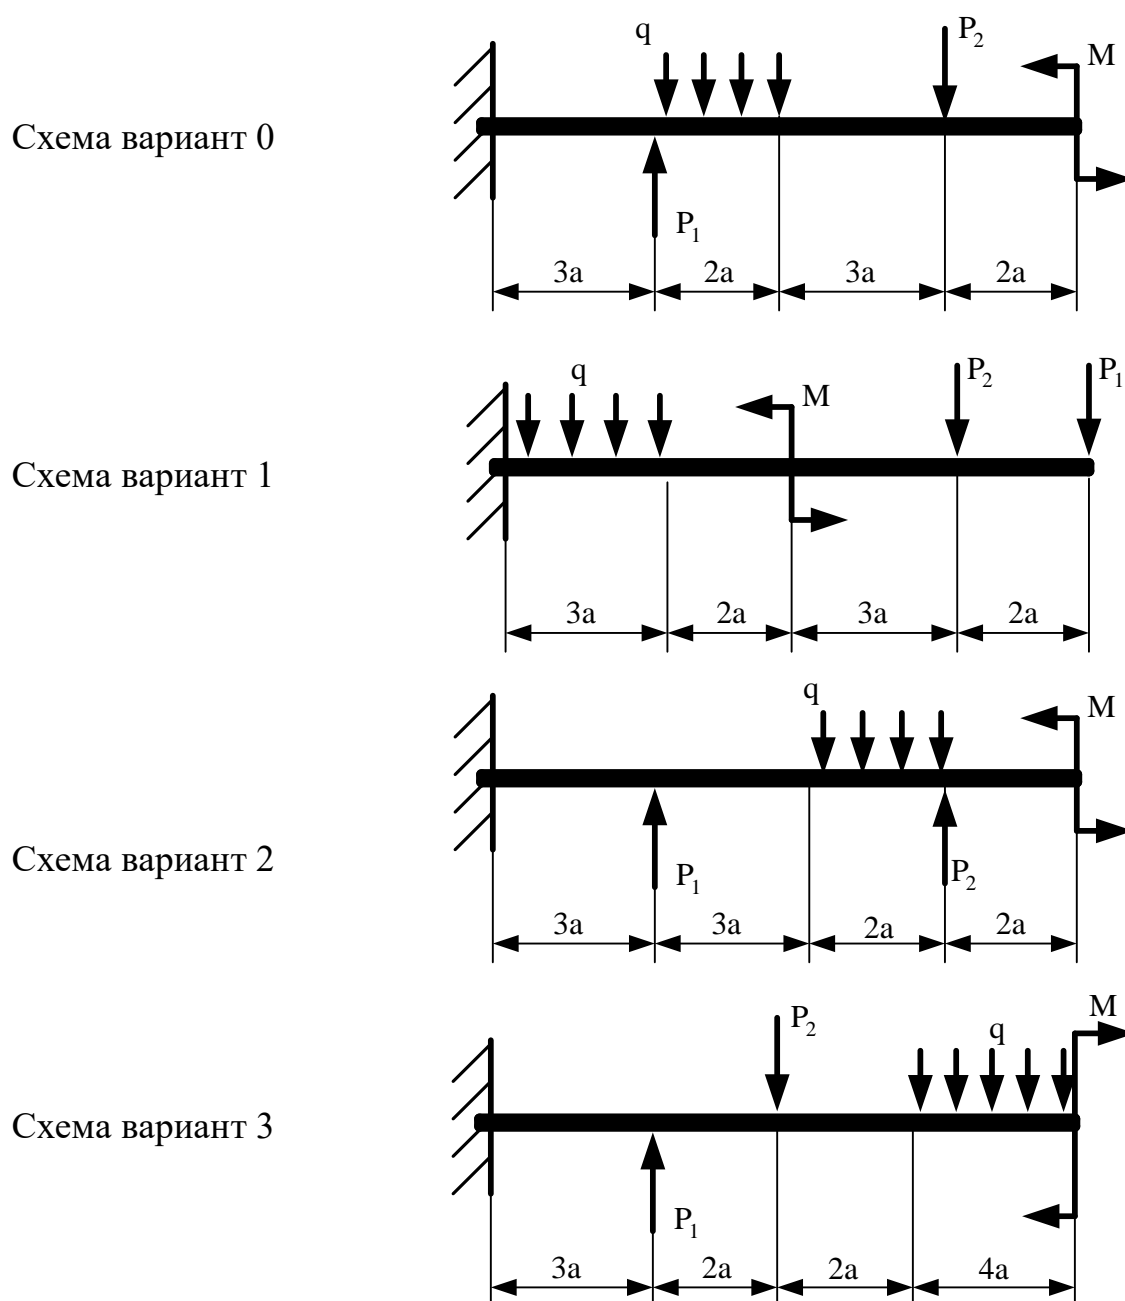 q P₂ M
Схема вариант 0
P₁
3a 2a 3a 2a
q P₂ P₁
M
Схема вариант 1
3a 2a 3a 2a
q M
Схема вариант 2
P₁ P₂
3a 3a 2a 2a
P₂ q M
Схема вариант 3
P₁
3a 2a 2a 4a